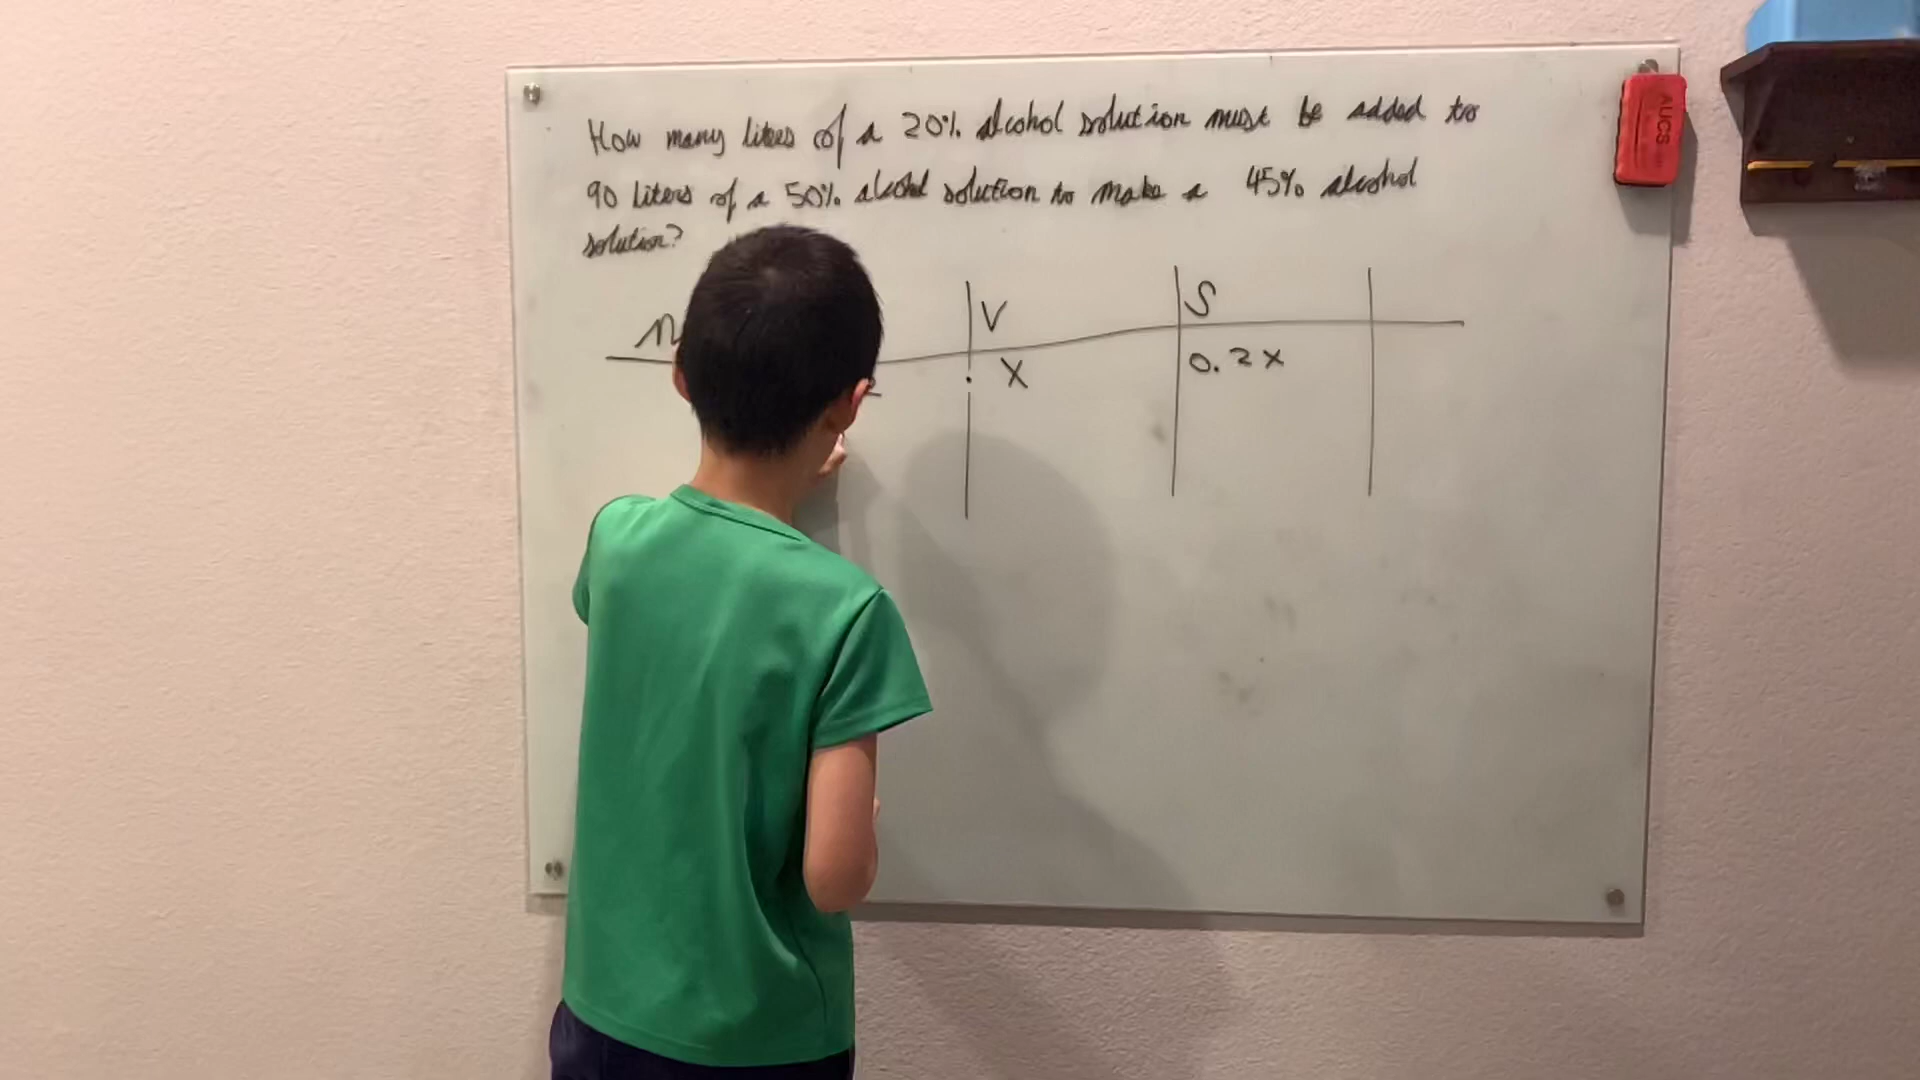 How many liters of a 20% alcohol solution must be added to
90 liters of a 50% alcohol solution to make a 45% alcohol
solution?
V S
X 0.2x
AUCS